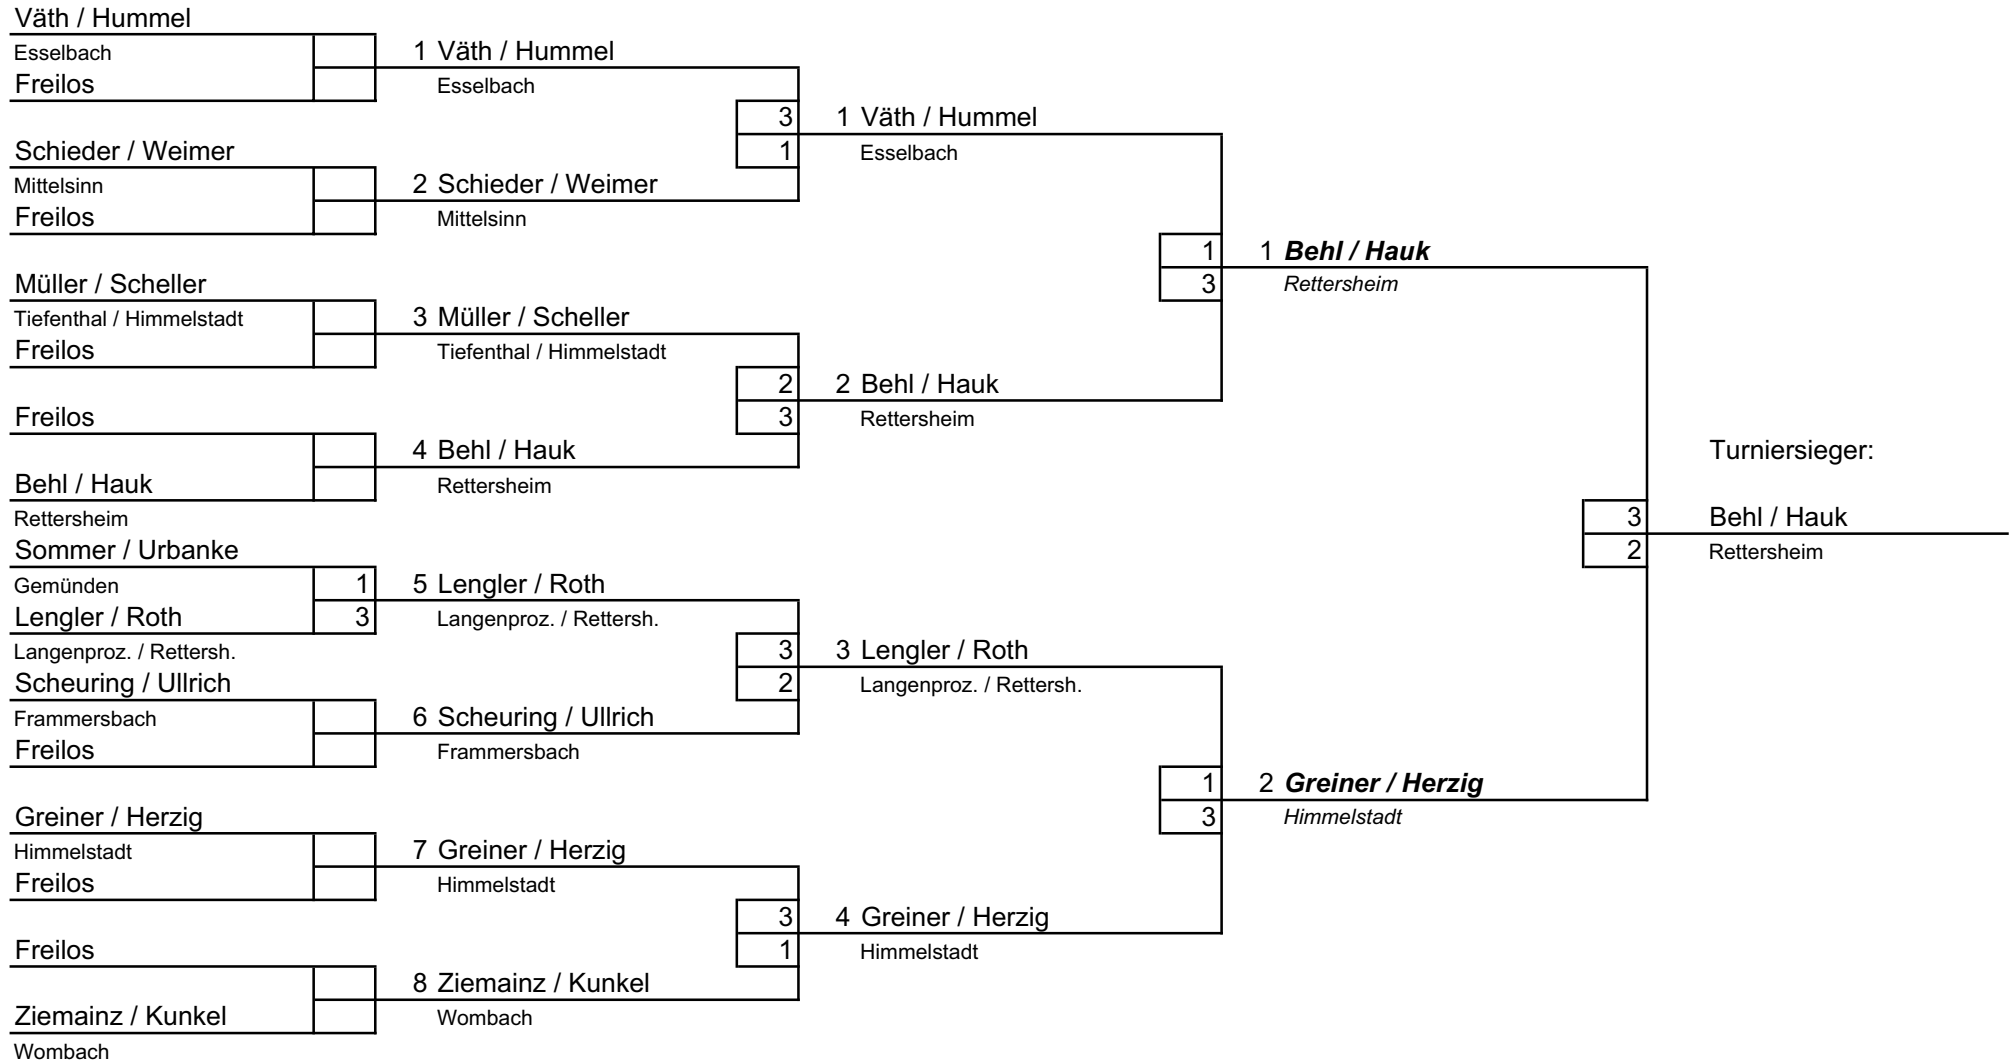 Väth / Hummel
Esselbach
Freilos
Schieder / Weimer
Mittelsinn
Freilos
Müller / Scheller
Tiefenthal / Himmelstadt
Freilos
Freilos
Behl / Hauk
Rettersheim
Sommer / Urbanke
Gemünden 1
Lengler / Roth 3
Langenproz. / Rettersh.
Scheuring / Ullrich
Frammersbach
Freilos
Greiner / Herzig
Himmelstadt
Freilos
Freilos
Ziemainz / Kunkel
Wombach
1 Väth / Hummel
Esselbach
3
1
2 Schieder / Weimer
Mittelsinn
3 Müller / Scheller
Tiefenthal / Himmelstadt
2
3
4 Behl / Hauk
Rettersheim
5 Lengler / Roth
Langenproz. / Rettersh.
3
2
6 Scheuring / Ullrich
Frammersbach
7 Greiner / Herzig
Himmelstadt
3
1
8 Ziemainz / Kunkel
Wombach
1 Väth / Hummel
Esselbach
1
3
2 Behl / Hauk
Rettersheim
3 Lengler / Roth
Langenproz. / Rettersh.
1
3
4 Greiner / Herzig
Himmelstadt
1 Behl / Hauk
Rettersheim
3
2
2 Greiner / Herzig
Himmelstadt
Turniersieger:
Behl / Hauk
Rettersheim